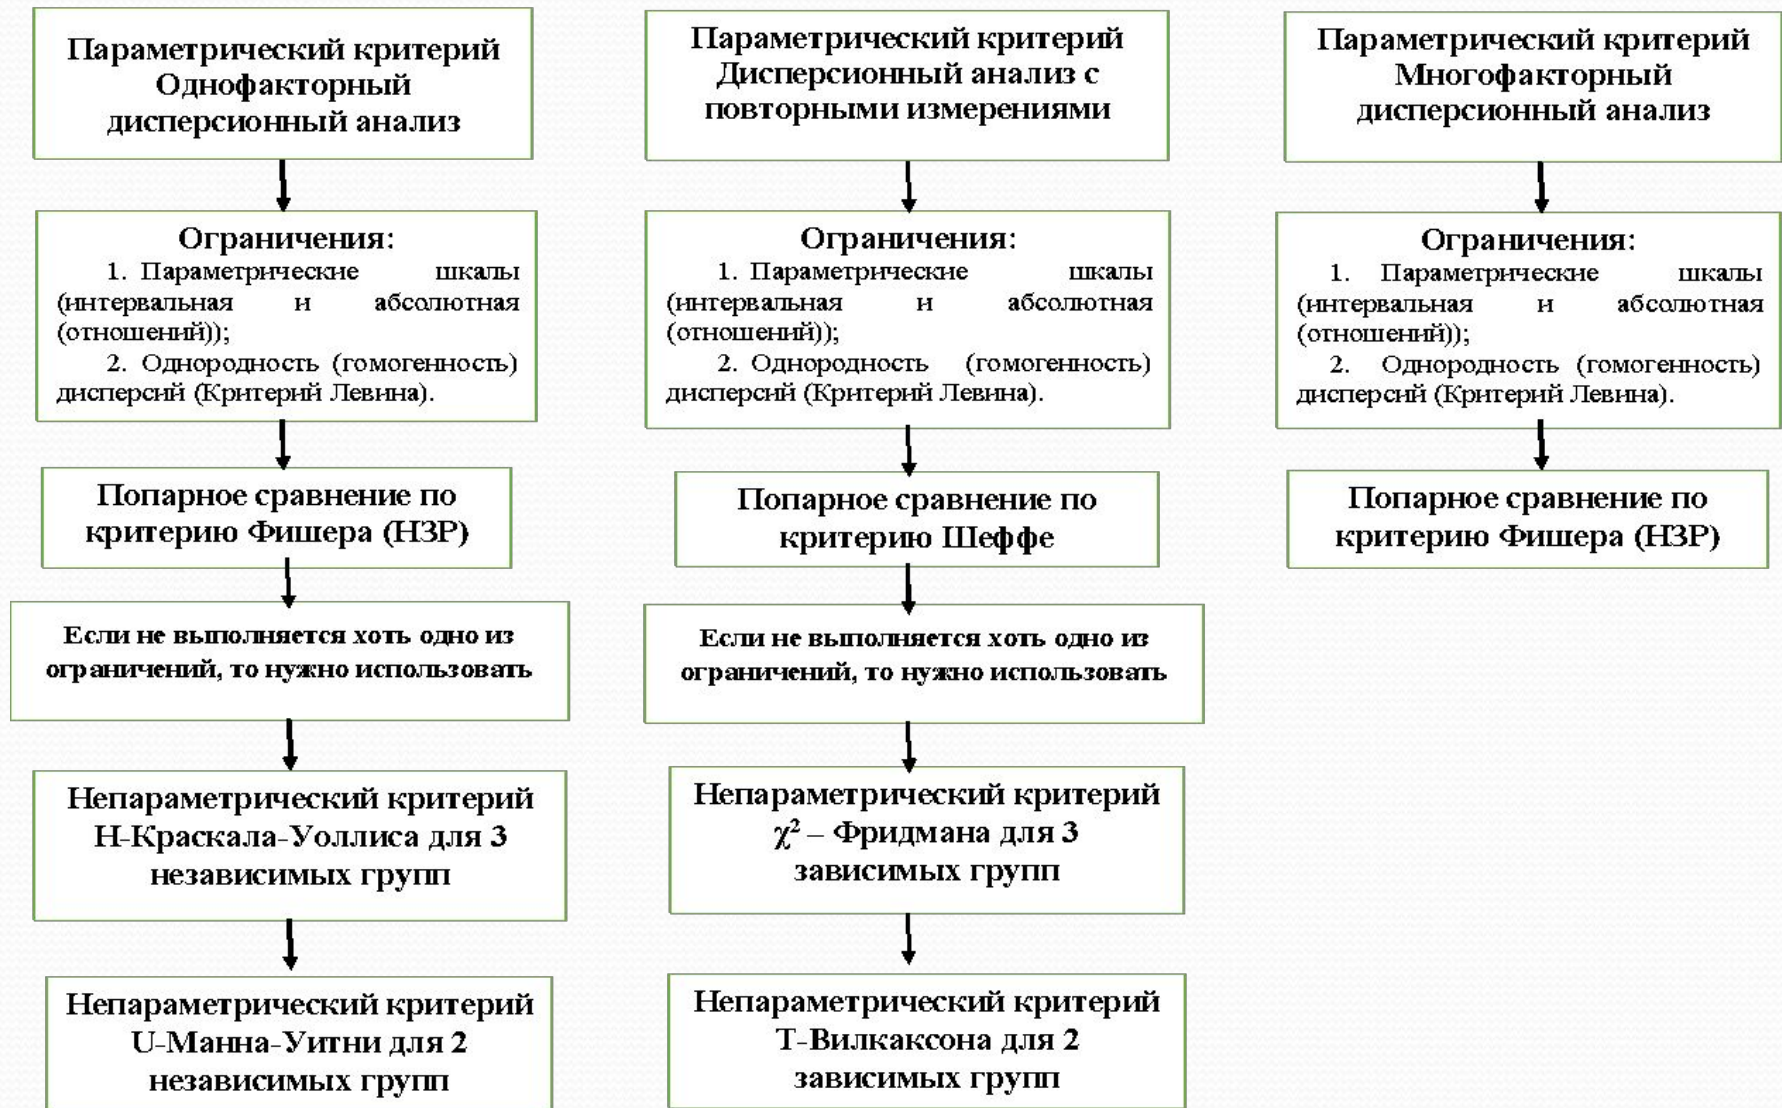 Параметрический критерий
Однофакторный
дисперсионный анализ
Ограничения:
1. Параметрические шкалы
(интервальная и абсолютная
(отношений));
2. Однородность (гомогенность)
дисперсий (Критерий Левина).
Попарное сравнение по
критерию Фишера (НЗР)
Если не выполняется хоть одно из
ограничений, то нужно использовать
Непараметрический критерий
Н-Краскала-Уоллиса для 3
независимых групп
Непараметрический критерий
U-Манна-Уитни для 2
независимых групп
Параметрический критерий
Дисперсионный анализ с
повторными измерениями
Ограничения:
1. Параметрические шкалы
(интервальная и абсолютная
(отношений));
2. Однородность (гомогенность)
дисперсий (Критерий Левина).
Попарное сравнение по
критерию Шеффе
Если не выполняется хоть одно из
ограничений, то нужно использовать
Непараметрический критерий
χ² – Фридмана для 3
зависимых групп
Непараметрический критерий
Т-Вилкаксона для 2
зависимых групп
Параметрический критерий
Многофакторный
дисперсионный анализ
Ограничения:
1. Параметрические шкалы
(интервальная и абсолютная
(отношений));
2. Однородность (гомогенность)
дисперсий (Критерий Левина).
Попарное сравнение по
критерию Фишера (НЗР)